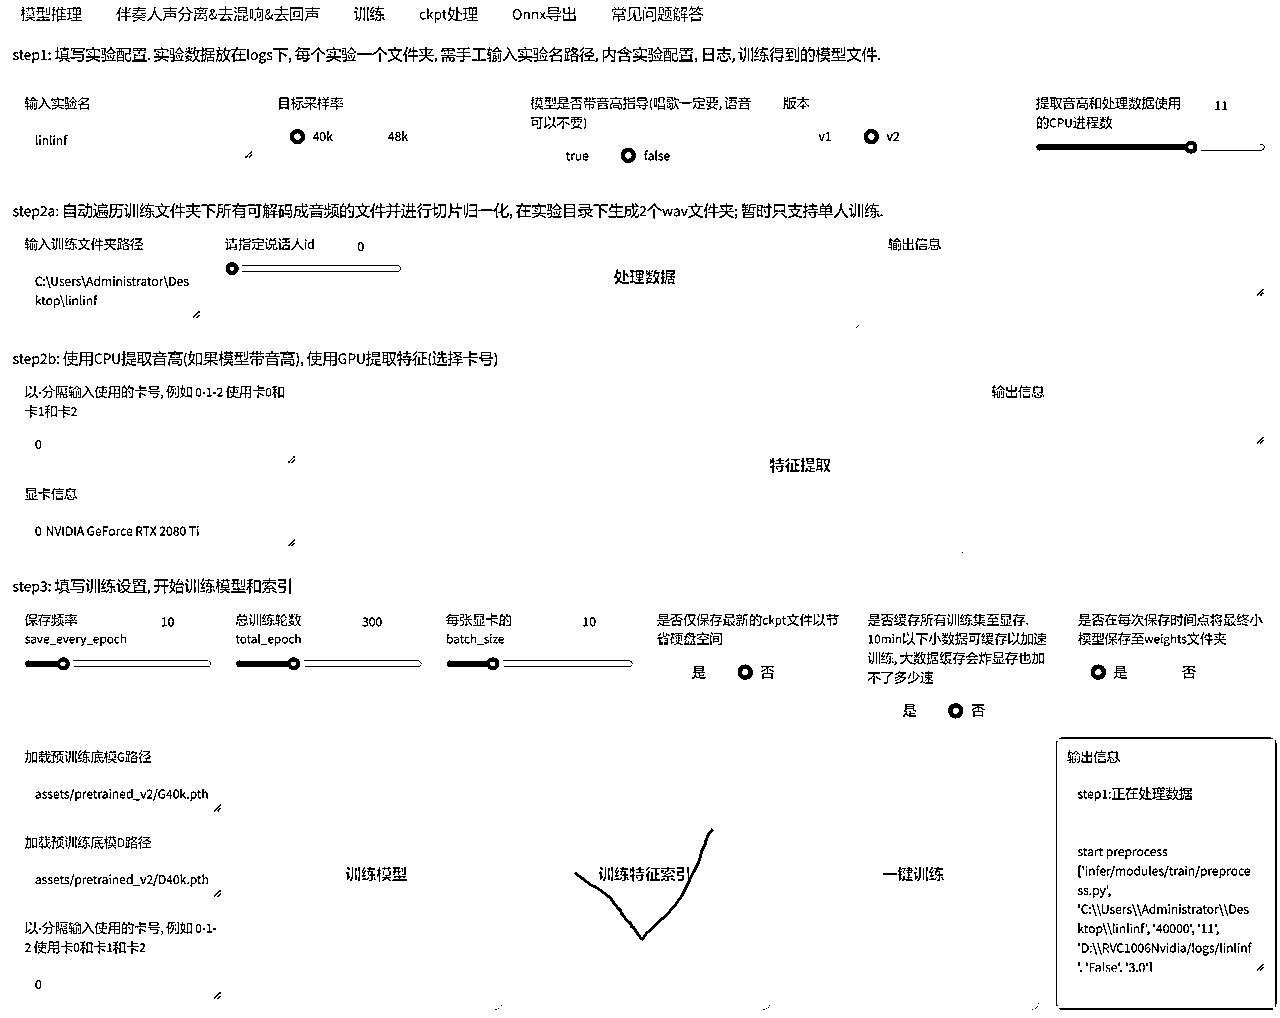 模型推理 伴奏人声分离&去混响&去回声 训练 ckpt处理 Onnx导出 常见问题解答
step1: 填写实验配置. 实验数据放在logs下, 每个实验一个文件夹, 需手工输入实验名路径, 内含实验配置, 日志, 训练得到的模型文件.
输入实验名
linlinf
目标采样率
40k 48k
模型是否带音高指导(唱歌一定要, 语音
可以不要)
true false
版本
v1 v2
提取音高和处理数据使用
的CPU进程数
11
step2a: 自动遍历训练文件夹下所有可解码成音频的文件并进行切片归一化, 在实验目录下生成2个wav文件夹; 暂时只支持单人训练.
输入训练文件夹路径
C:\Users\Administrator\Des
ktop\linlinf
请指定说话人id 0
处理数据
输出信息
step2b: 使用CPU提取音高(如果模型带音高), 使用GPU提取特征(选择卡号)
以-分隔输入使用的卡号, 例如 0-1-2 使用卡0和
卡1和卡2
0
显卡信息
0 NVIDIA GeForce RTX 2080 Ti
特征提取
输出信息
step3: 填写训练设置, 开始训练模型和索引
保存频率
save_every_epoch
10
总训练轮数
total_epoch
300
每张显卡的
batch_size
10
是否仅保存最新的ckpt文件以节
省硬盘空间
是 否
是否缓存所有训练集至显存.
10min以下小数据可缓存以加速
训练, 大数据缓存会炸显存也加
不了多少速
是 否
是否在每次保存时间点将最终小
模型保存至weights文件夹
是 否
加载预训练底模G路径
assets/pretrained_v2/G40k.pth
加载预训练底模D路径
assets/pretrained_v2/D40k.pth
以-分隔输入使用的卡号, 例如 0-1-
2 使用卡0和卡1和卡2
0
训练模型
训练特征索引
一键训练
输出信息
step1:正在处理数据
start preprocess
['infer/modules/train/preproce
ss.py',
'C:\\Users\\Administrator\\Des
ktop\\linlinf', '40000', '11',
'D:\\RVC1006Nvidia/logs/linlinf
', 'False', '3.0']